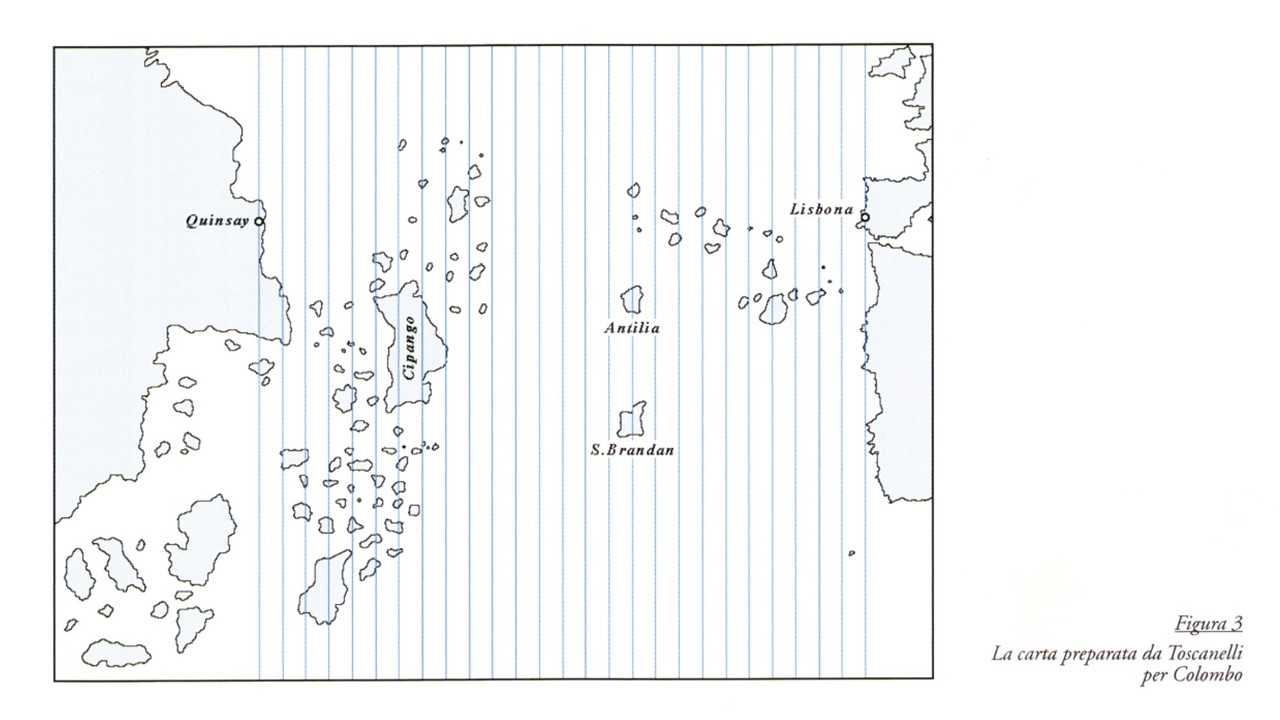 Quinsay
Lisbona
Cipango
Antilia
S.Brandan
Figura 3
La carta preparata da Toscanelli
per Colombo